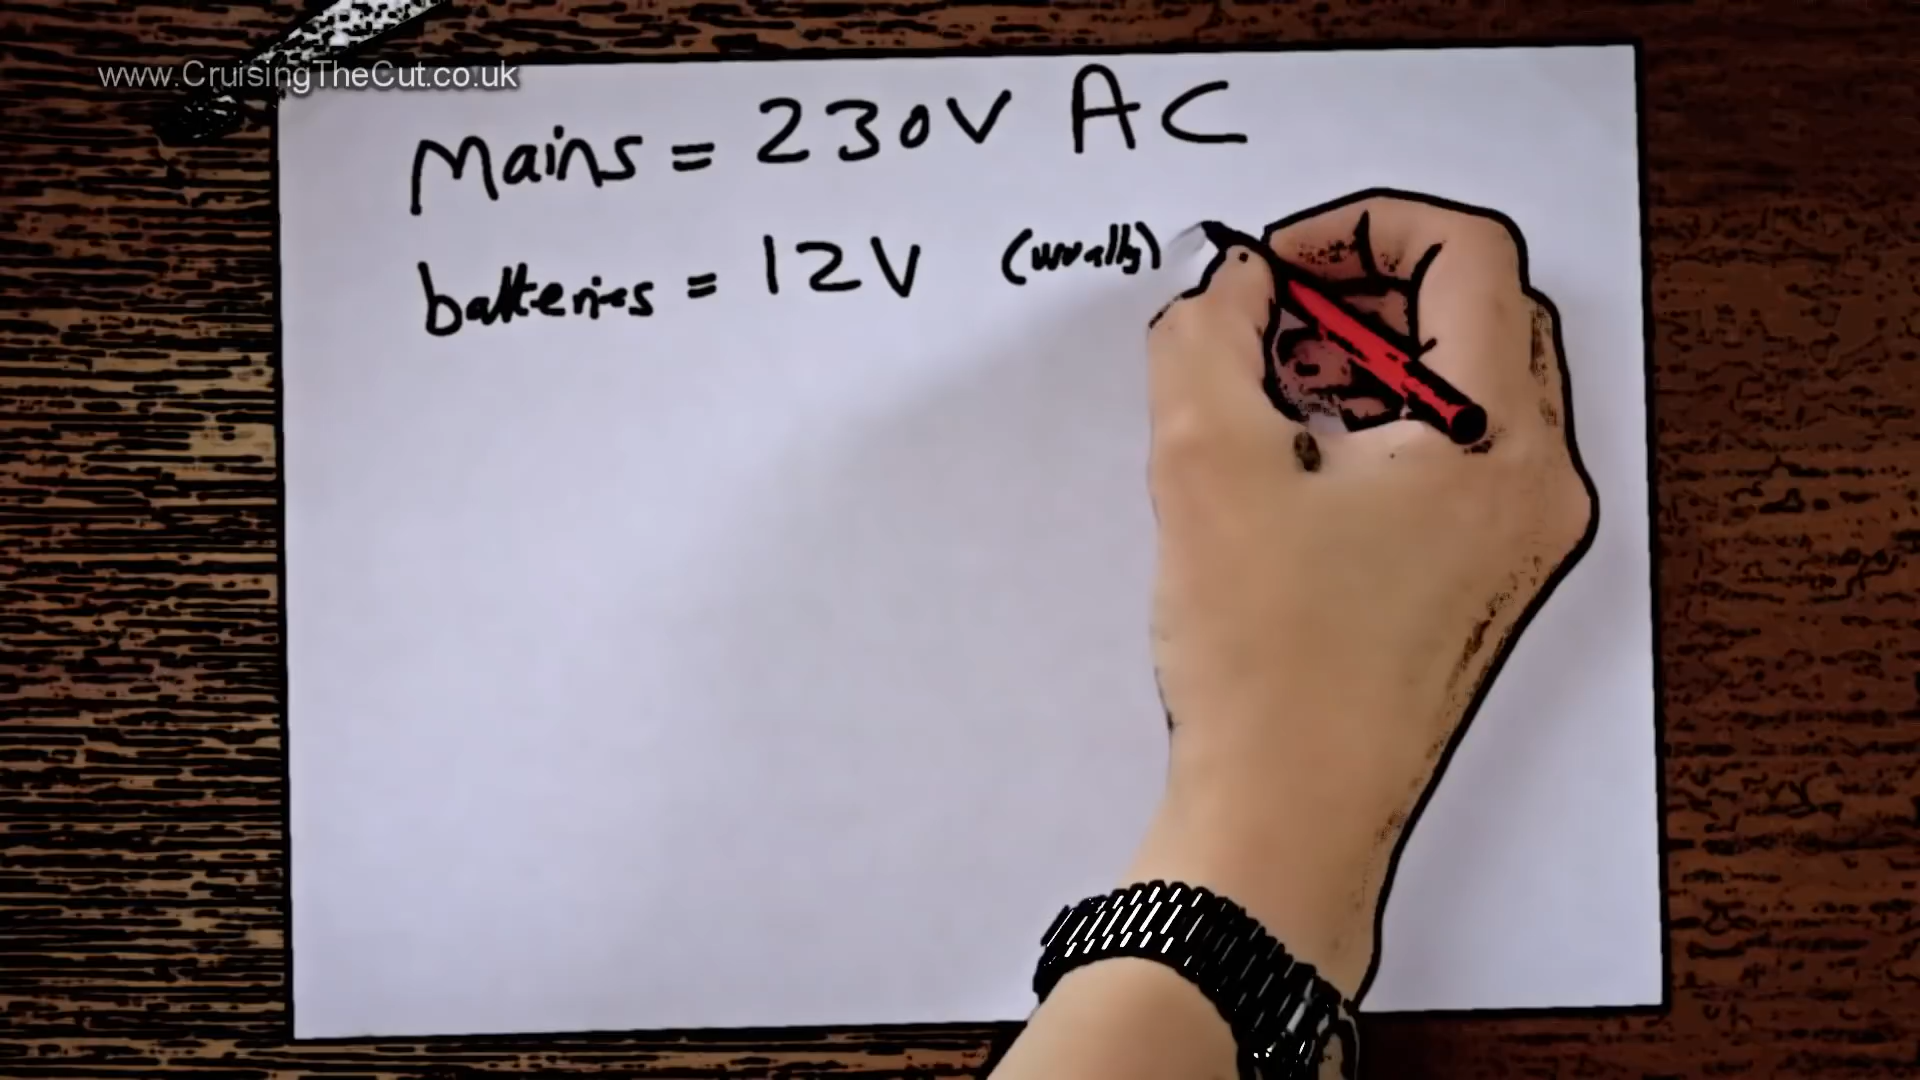 www.CruisingTheCut.co.uk
Mains = 230V AC
batteries = 12V (usually)